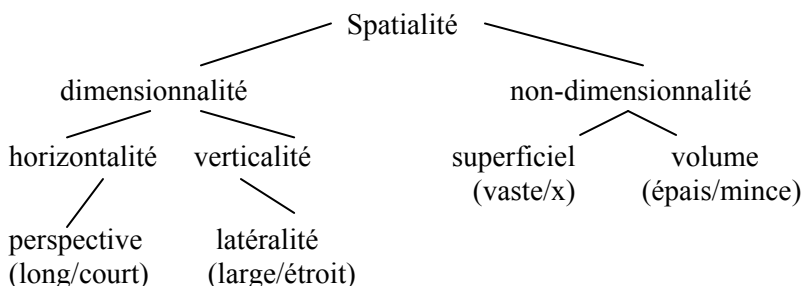 Spatialité
dimensionnalité non-dimensionnalité
horizontalité verticalité superficiel volume
(vaste/x) (épais/mince)
perspective latéralité
(long/court) (large/étroit)